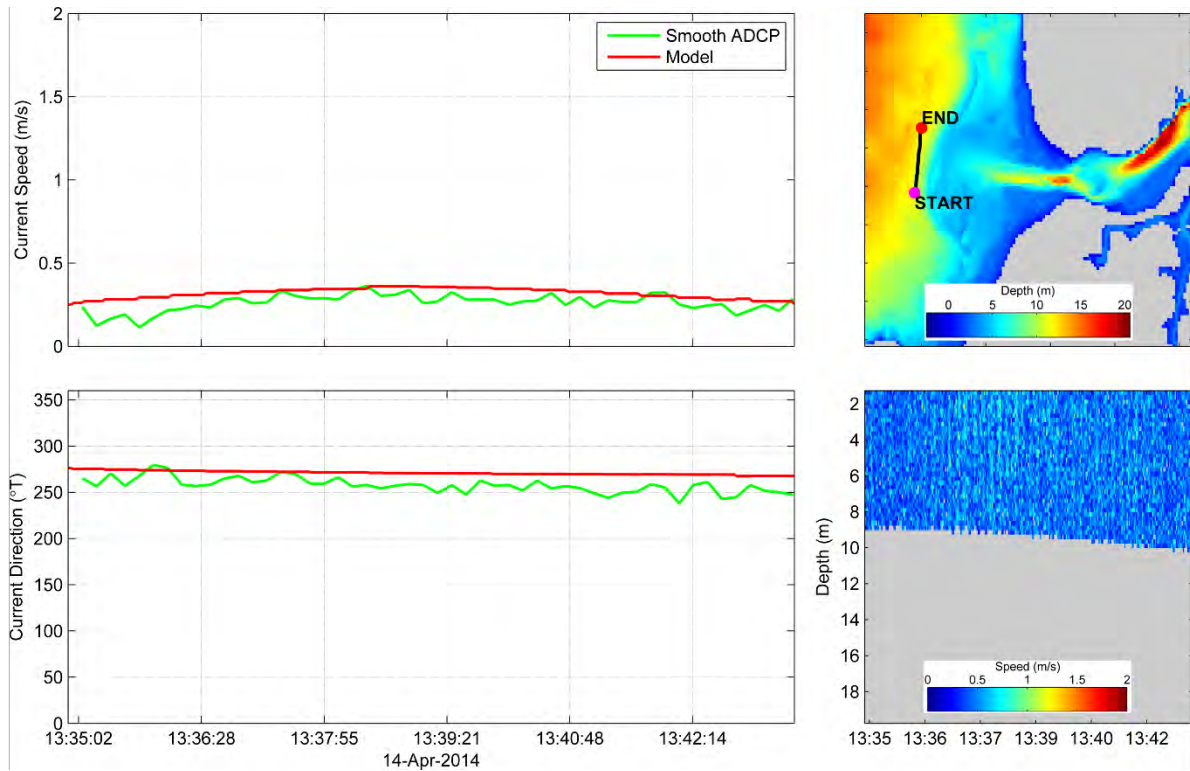 2
1.5
1
0.5
0
Current Speed (m/s)
Smooth ADCP
Model
END
START
Depth (m)
0 5 10 15 20
350
300
250
200
150
100
50
0
Current Direction (°T)
13:35:02 13:36:28 13:37:55 13:39:21 13:40:48 13:42:14
14-Apr-2014
2
4
6
8
10
12
14
16
18
Depth (m)
Speed (m/s)
0 0.5 1 1.5 2
13:35 13:36 13:37 13:39 13:40 13:42